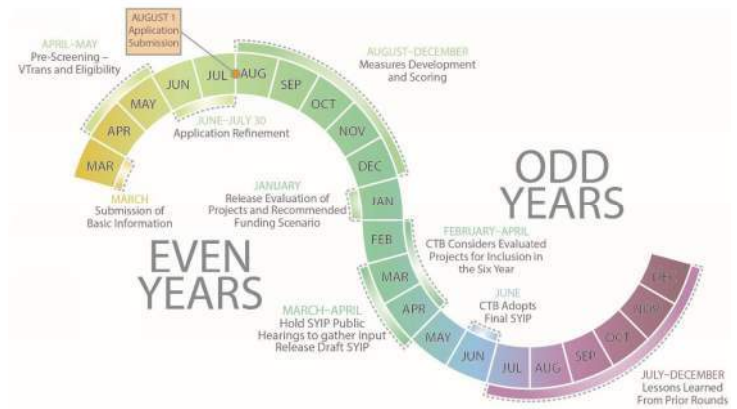 AUGUST 1
Application
Submission
APRIL–MAY
Pre-Screening –
VTrans and Eligibility
AUGUST–DECEMBER
Measures Development
and Scoring
MAR
APR
MAY
JUN
JUL
AUG
SEP
OCT
NOV
DEC
JAN
FEB
MAR
APR
MAY
JUN
JUL
AUG
SEP
OCT
NOV
DEC
JUNE–JULY 30
Application Refinement
MARCH
Submission of
Basic Information
JANUARY
Release Evaluation of
Projects and Recommended
Funding Scenario
EVEN
YEARS
ODD
YEARS
FEBRUARY–APRIL
CTB Considers Evaluated
Projects for Inclusion in
the Six Year
MARCH–APRIL
Hold SYIP Public
Hearings to gather input
Release Draft SYIP
JUNE
CTB Adopts
Final SYIP
JULY–DECEMBER
Lessons Learned
From Prior Rounds